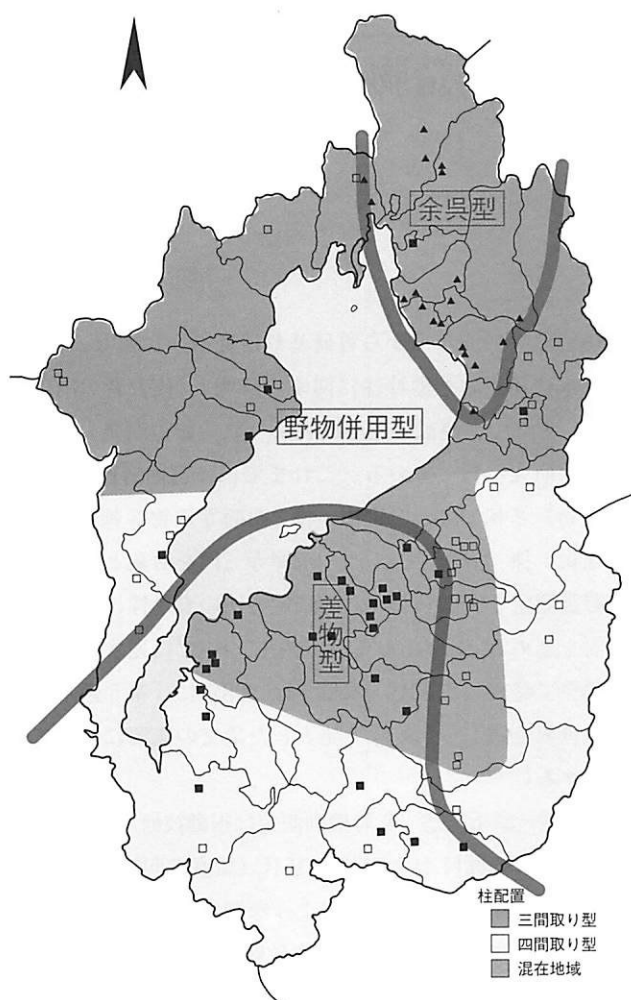 余呉型
野物併用型
差物型
柱配置
三間取り型
四間取り型
混在地域